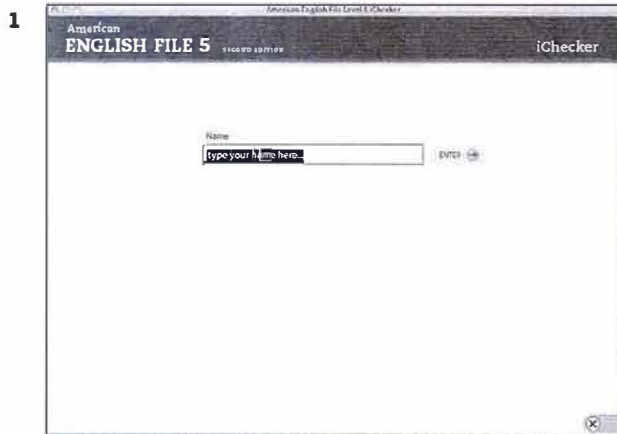 1
American English File Level 5 iChecker
American
ENGLISH FILE 5 SECOND EDITION
iChecker
Name
type your name here...
ENTER